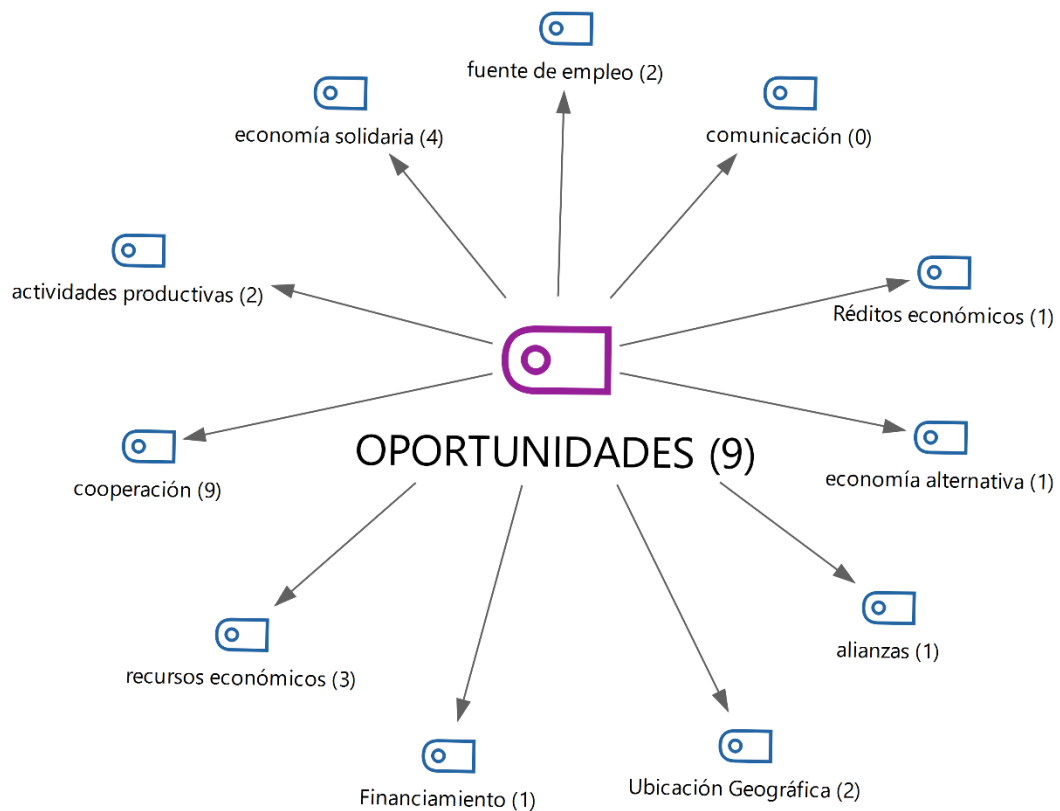 fuente de empleo (2)
economía solidaria (4)
comunicación (0)
actividades productivas (2)
Réditos económicos (1)
OPORTUNIDADES (9)
cooperación (9)
economía alternativa (1)
alianzas (1)
recursos económicos (3)
Ubicación Geográfica (2)
Financiamiento (1)